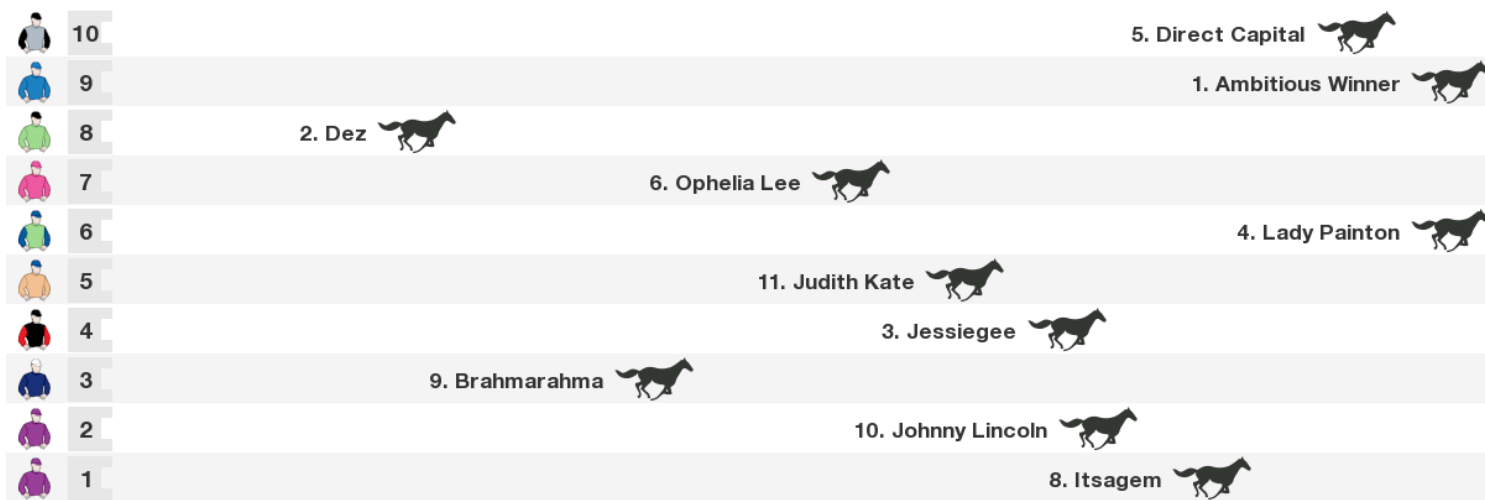 10 5. Direct Capital
9 1. Ambitious Winner
8 2. Dez
7 6. Ophelia Lee
6 4. Lady Painton
5 11. Judith Kate
4 3. Jessiegee
3 9. Brahmarahma
2 10. Johnny Lincoln
1 8. Itsagem